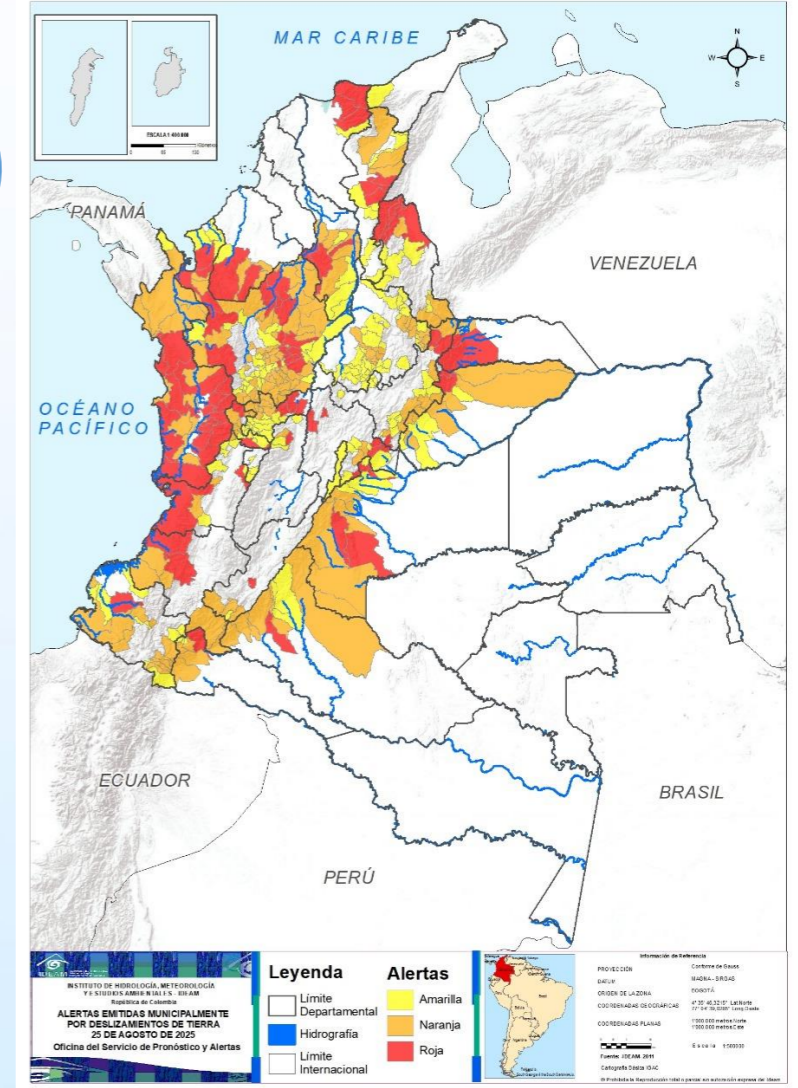 MAR CARIBE
N
W
E
S
PANAMÁ
VENEZUELA
OCÉANO
PACÍFICO
ECUADOR
BRASIL
PERÚ
INSTITUTO DE HIDROLOGÍA, METEOROLOGÍA
Y ESTUDIOS AMBIENTALES - IDEAM
República de Colombia
ALERTAS EMITIDAS MUNICIPALMENTE
POR DESLIZAMIENTOS DE TIERRA
25 DE AGOSTO DE 2025
Oficina del Servicio de Pronóstico y Alertas
Leyenda
Límite
Departamental
Hidrografía
Límite
Internacional
Alertas
Amarilla
Naranja
Roja
Información de Referencia
PROYECCIÓN
Conforme de Gauss
DATUM
MAGNA - SIRGAS
ORIGEN DE LA ZONA
BOGOTÁ
COORDENADAS GEOGRÁFICAS
COORDENADAS PLANAS
1'000.000 metros Norte
1'000.000 metros Este
Fuente: IDEAM, 2011
Cartografía Básica IGAC